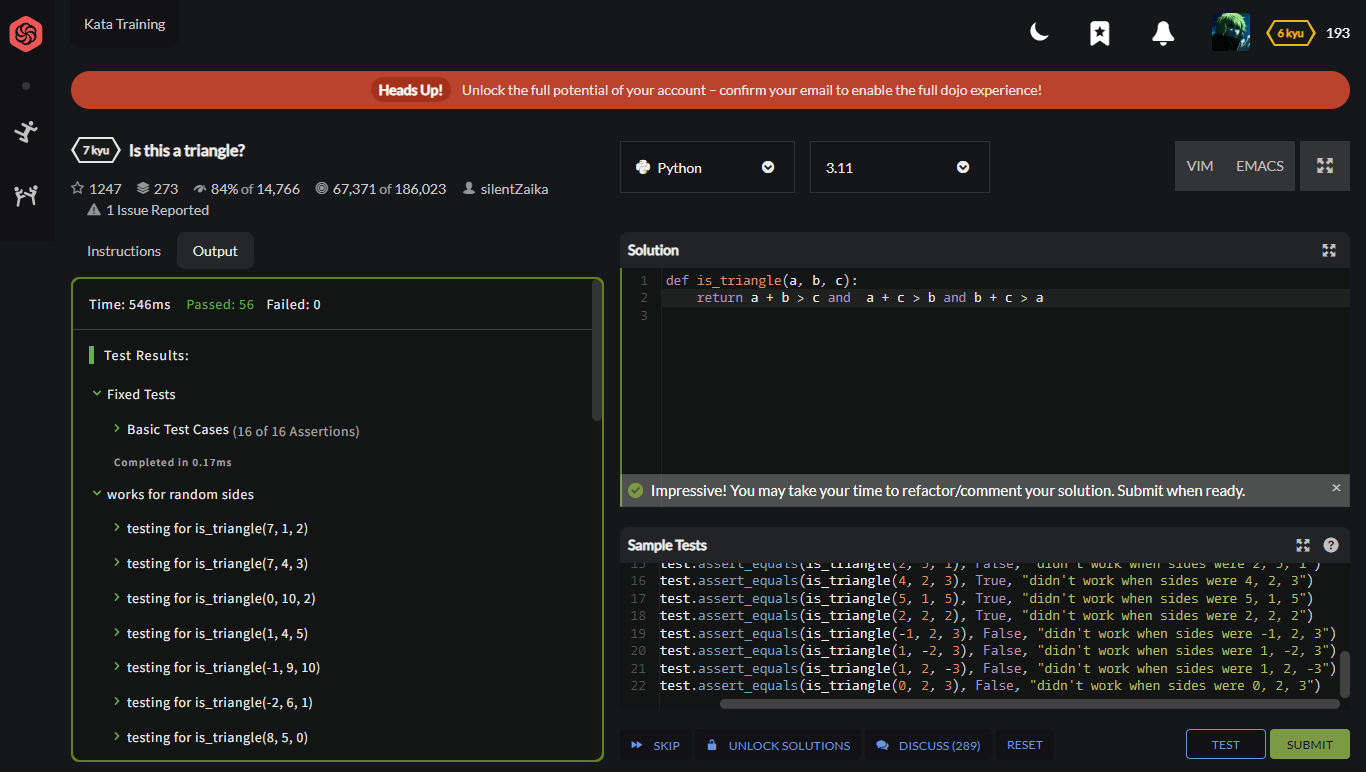 Kata Training
6 kyu 193
Heads Up! Unlock the full potential of your account – confirm your email to enable the full dojo experience!
7 kyu Is this a triangle?
1247 273 84% of 14,766 67,371 of 186,023 silentZaika
1 Issue Reported
Python 3.11 VIM EMACS
Instructions Output
Time: 546ms Passed: 56 Failed: 0
Test Results:
Fixed Tests
Basic Test Cases (16 of 16 Assertions)
Completed in 0.17ms
works for random sides
testing for is_triangle(7, 1, 2)
testing for is_triangle(7, 4, 3)
testing for is_triangle(0, 10, 2)
testing for is_triangle(1, 4, 5)
testing for is_triangle(-1, 9, 10)
testing for is_triangle(-2, 6, 1)
testing for is_triangle(8, 5, 0)
Solution
1 def is_triangle(a, b, c):
2 return a + b > c and  a + c > b and b + c > a
3
Impressive! You may take your time to refactor/comment your solution. Submit when ready. ×
Sample Tests ?
15 test.assert_equals(is_triangle(2, 5, 1), False, "didn't work when sides were 2, 5, 1")
16 test.assert_equals(is_triangle(4, 2, 3), True, "didn't work when sides were 4, 2, 3")
17 test.assert_equals(is_triangle(5, 1, 5), True, "didn't work when sides were 5, 1, 5")
18 test.assert_equals(is_triangle(2, 2, 2), True, "didn't work when sides were 2, 2, 2")
19 test.assert_equals(is_triangle(-1, 2, 3), False, "didn't work when sides were -1, 2, 3")
20 test.assert_equals(is_triangle(1, -2, 3), False, "didn't work when sides were 1, -2, 3")
21 test.assert_equals(is_triangle(1, 2, -3), False, "didn't work when sides were 1, 2, -3")
22 test.assert_equals(is_triangle(0, 2, 3), False, "didn't work when sides were 0, 2, 3")
SKIP UNLOCK SOLUTIONS DISCUSS (289) RESET TEST SUBMIT